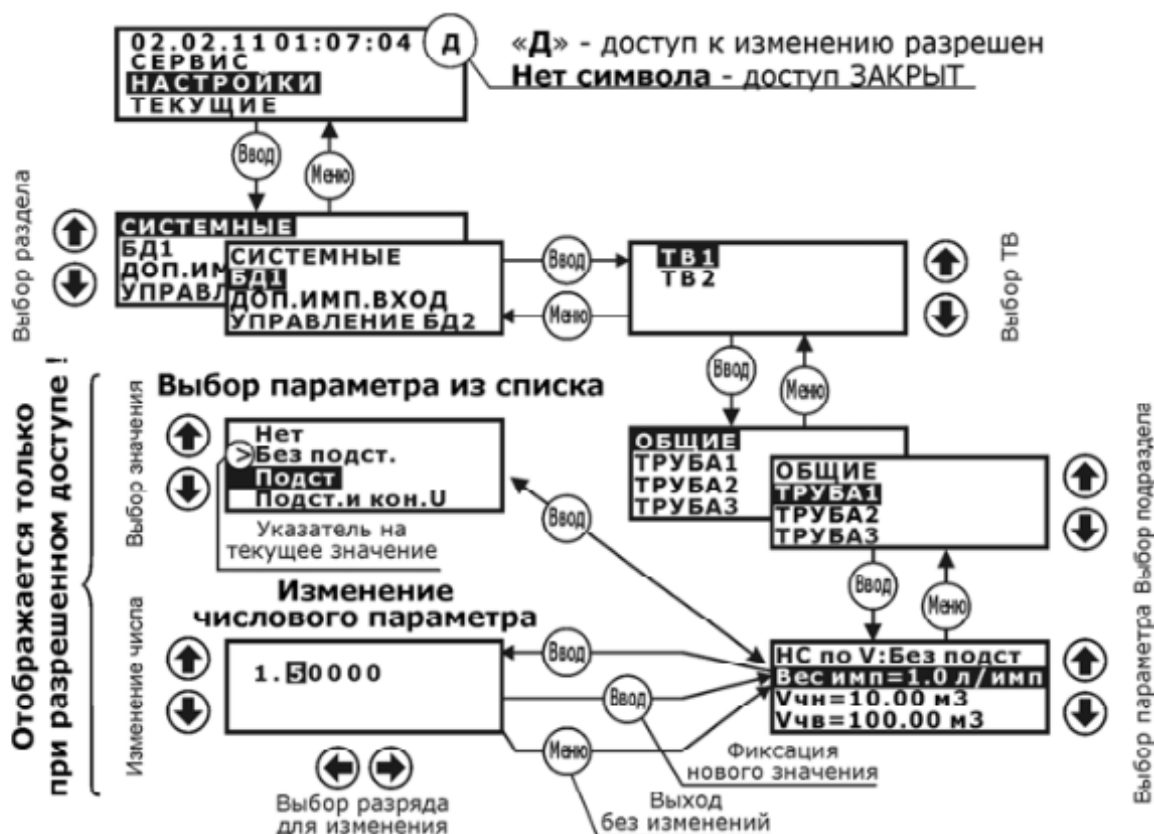 02.02.11 01:07:04
Д
СЕРВИС
НАСТРОЙКИ
ТЕКУЩИЕ
«Д» - доступ к изменению разрешен
Нет символа - доступ ЗАКРЫТ
Ввод
Меню
Выбор раздела
СИСТЕМНЫЕ
БД1
ДОП.ИМ
УПРАВЛ
СИСТЕМНЫЕ
БД1
ДОП.ИМП.ВХОД
УПРАВЛЕНИЕ БД2
Ввод
Меню
ТВ1
ТВ2
Выбор ТВ
Ввод
Меню
Отображается только
при разрешенном доступе !
Выбор параметра из списка
Выбор значения
Нет
>Без подст.
Подст
Подст.и кон.U
Указатель на
текущее значение
Ввод
ОБЩИЕ
ТРУБА1
ТРУБА2
ТРУБА3
ОБЩИЕ
ТРУБА1
ТРУБА2
ТРУБА3
Выбор подраздела
Ввод
Меню
Изменение
числового параметра
Изменение числа
1.50000
Ввод
Ввод
Меню
НС по V:Без подст
Вес имп=1.0 л/имп
Vчн=10.00 м3
Vчв=100.00 м3
Выбор параметра
Фиксация
нового значения
Выбор разряда
для изменения
Выход
без изменений